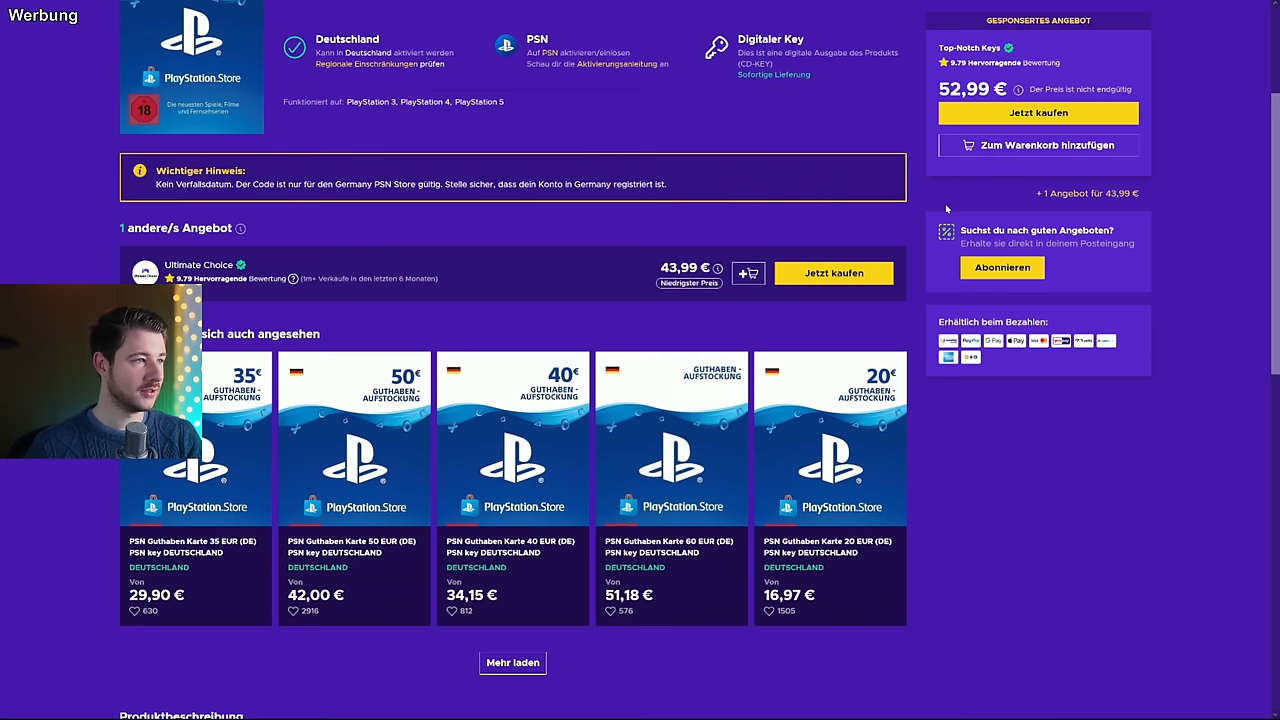 Werbung
PlayStation.Store
18
Die neuesten Spiele, Filme
und Fernsehserien
Deutschland
Kann in Deutschland aktiviert werden
Regionale Einschränkungen prüfen
PSN
Auf PSN aktivieren/einlösen
Schau dir die Aktivierungsanleitung an
Digitaler Key
Dies ist eine digitale Ausgabe des Produkts
(CD-KEY)
Sofortige Lieferung
Funktioniert auf: PlayStation 3, PlayStation 4, PlayStation 5
GESPONSERTES ANGEBOT
Top-Notch Keys
9.79 Hervorragende Bewertung
52,99 € Der Preis ist nicht endgültig
Jetzt kaufen
Zum Warenkorb hinzufügen
+ 1 Angebot für 43,99 €
Wichtiger Hinweis:
Kein Verfallsdatum. Der Code ist nur für den Germany PSN Store gültig. Stelle sicher, dass dein Konto in Germany registriert ist.
1 andere/s Angebot
Ultimate Choice
9.79 Hervorragende Bewertung (1m+ Verkäufe in den letzten 6 Monaten)
43,99 €
Niedrigster Preis
Jetzt kaufen
Suchst du nach guten Angeboten?
Erhalte sie direkt in deinem Posteingang
Abonnieren
Erhältlich beim Bezahlen:
sich auch angesehen
35€
GUTHABEN -
AUFSTOCKUNG
PlayStation.Store
PSN Guthaben Karte 35 EUR (DE)
PSN key DEUTSCHLAND
DEUTSCHLAND
Von
29,90 €
630
50€
GUTHABEN -
AUFSTOCKUNG
PlayStation.Store
PSN Guthaben Karte 50 EUR (DE)
PSN key DEUTSCHLAND
DEUTSCHLAND
Von
42,00 €
2916
40€
GUTHABEN -
AUFSTOCKUNG
PlayStation.Store
PSN Guthaben Karte 40 EUR (DE)
PSN key DEUTSCHLAND
DEUTSCHLAND
Von
34,15 €
812
GUTHABEN -
AUFSTOCKUNG
PlayStation.Store
PSN Guthaben Karte 60 EUR (DE)
PSN key DEUTSCHLAND
DEUTSCHLAND
Von
51,18 €
576
20€
GUTHABEN -
AUFSTOCKUNG
PlayStation.Store
PSN Guthaben Karte 20 EUR (DE)
PSN key DEUTSCHLAND
DEUTSCHLAND
Von
16,97 €
1505
Mehr laden
Produktbeschreibung